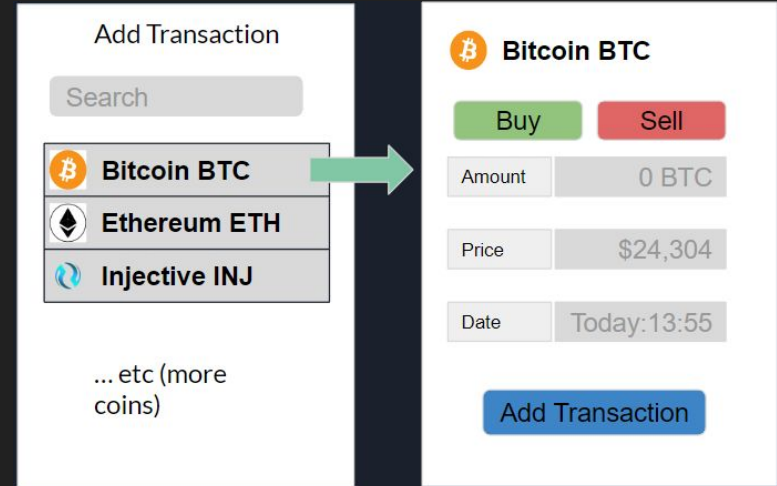 Add Transaction
Search
Bitcoin BTC
Ethereum ETH
Injective INJ
... etc (more
coins)
Bitcoin BTC
Buy
Sell
Amount
0 BTC
Price
$24,304
Date
Today:13:55
Add Transaction